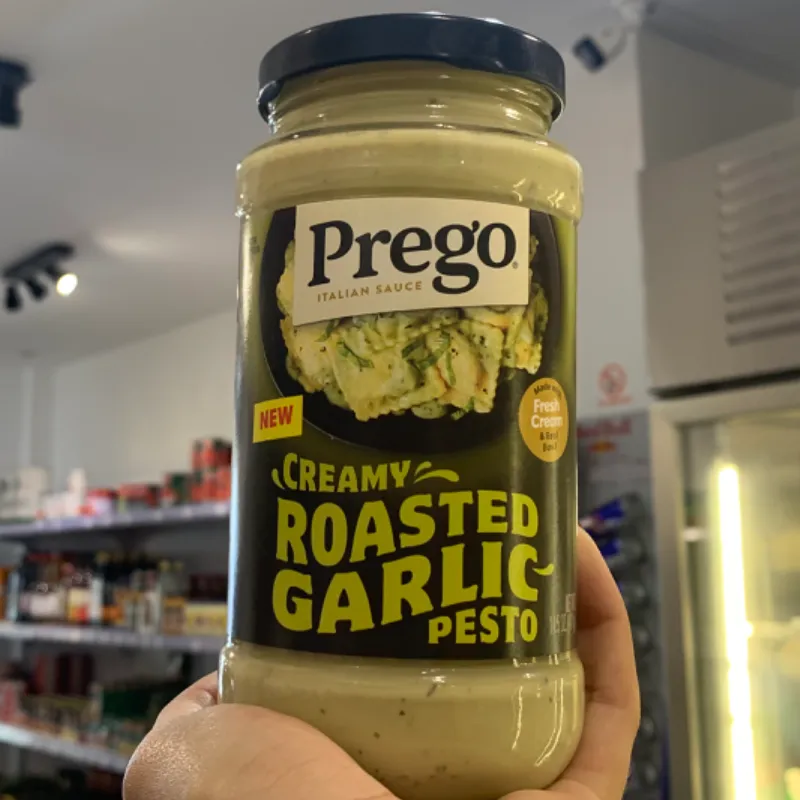 Prego
ITALIAN SAUCE
NEW
Made with
Fresh
Cream
& Real
Basil
CREAMY
ROASTED
GARLIC
PESTO